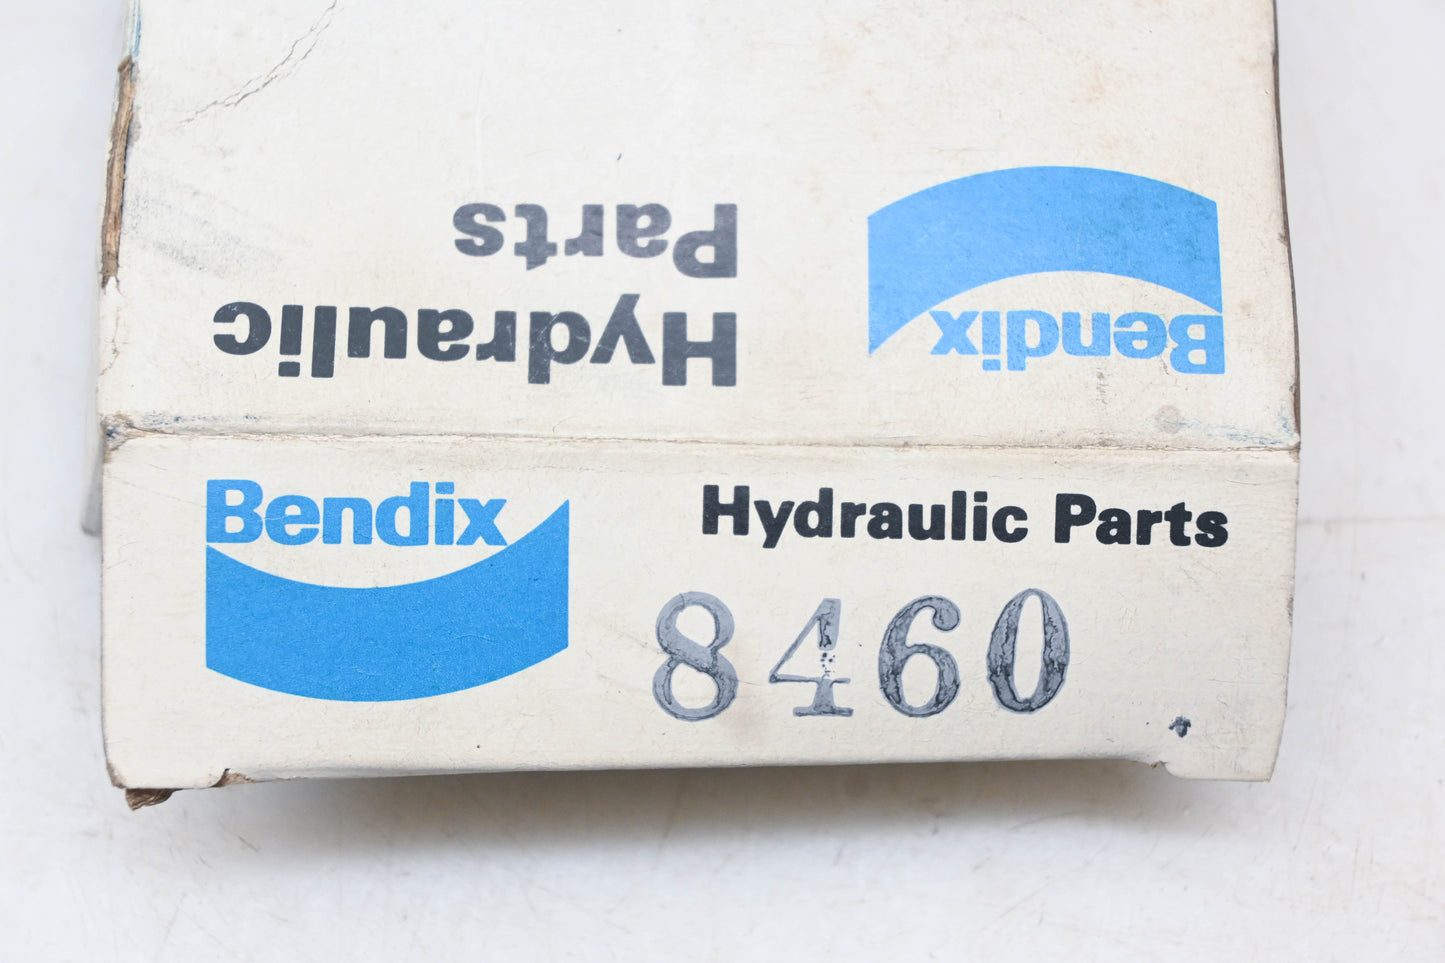 Hydraulic
Parts
Bendix
Bendix
Hydraulic Parts
8460